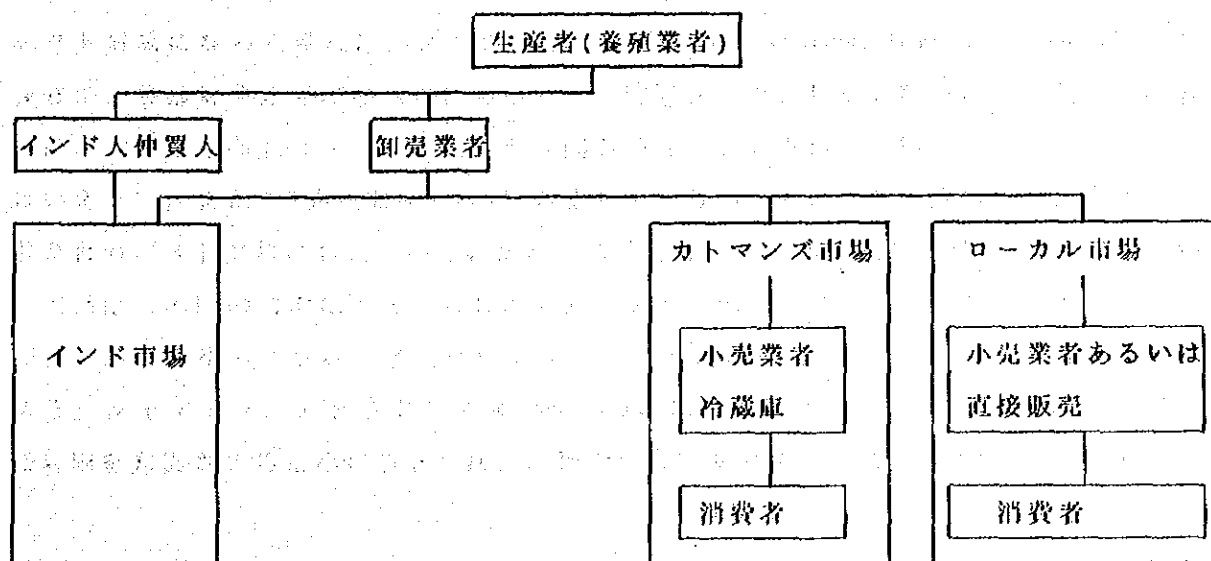 生産者(養殖業者)
インド人仲買人
卸売業者
インド市場
カトマンズ市場
小売業者
冷蔵庫
消費者
ローカル市場
小売業者あるいは
直接販売
消費者